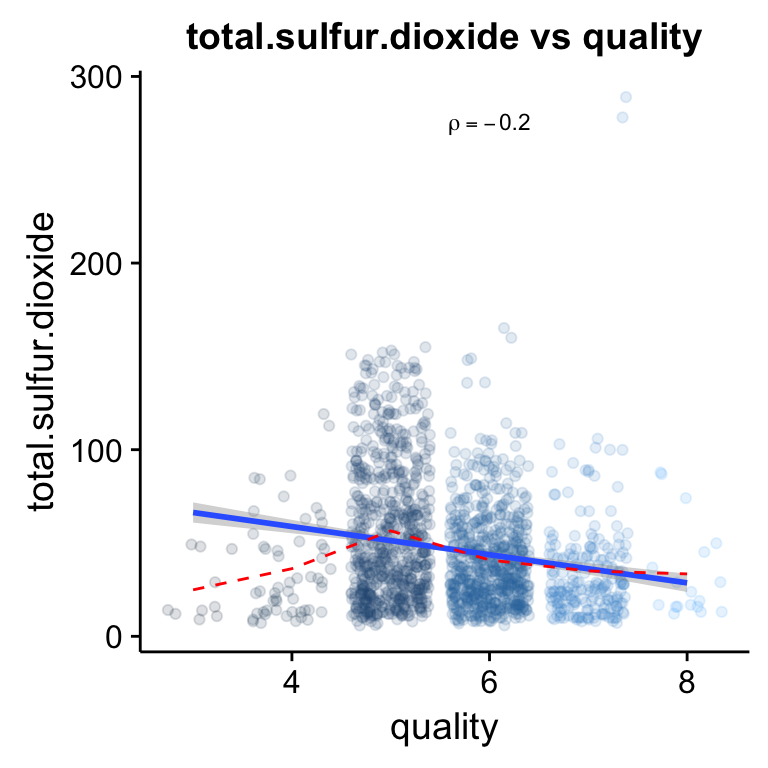 total.sulfur.dioxide vs quality
300
200
100
0
total.sulfur.dioxide
ρ = −0.2
4 6 8
quality